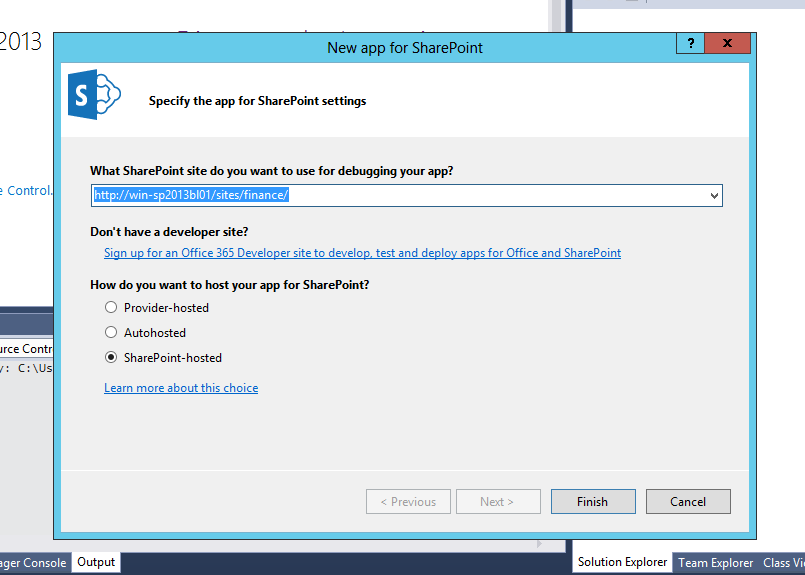 2013
New app for SharePoint
?
x
S
Specify the app for SharePoint settings
What SharePoint site do you want to use for debugging your app?
http://win-sp2013bl01/sites/finance/
e Control.
Don't have a developer site?
Sign up for an Office 365 Developer site to develop, test and deploy apps for Office and SharePoint
How do you want to host your app for SharePoint?
Provider-hosted
Autohosted
SharePoint-hosted
urce Contr
y: C:\Us
Learn more about this choice
< Previous
Next >
Finish
Cancel
ager Console
Output
Solution Explorer
Team Explorer
Class Vi